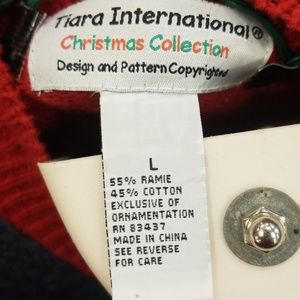 Tiara International®
Christmas Collection
Design and Pattern Copyrighted
L
55% RAMIE
45% COTTON
EXCLUSIVE OF
ORNAMENTATION
RN 83437
MADE IN CHINA
SEE REVERSE
FOR CARE